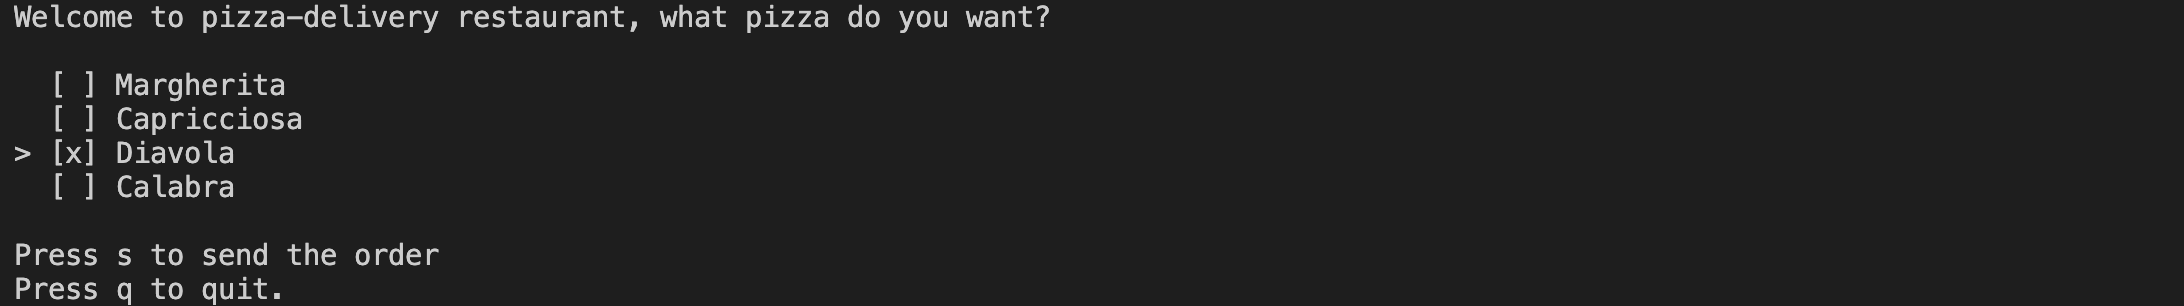 Welcome to pizza-delivery restaurant, what pizza do you want?
[ ] Margherita
[ ] Capricciosa
> [x] Diavola
[ ] Calabra
Press s to send the order
Press q to quit.